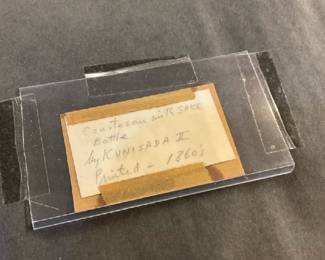 Courtesan with SAKE
Bottle
by KUNISADA II
Printed - 1860's